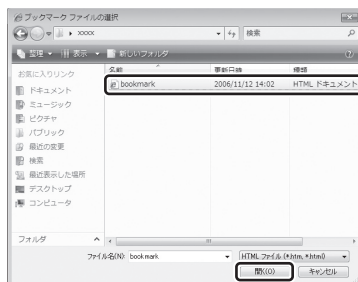 ブックマーク ファイルの選択
xxxx
検索
整理 表示 新しいフォルダ
お気に入りリンク
ドキュメント
ミュージック
ピクチャ
パブリック
最近の変更
検索
最近表示した場所
デスクトップ
コンピュータ
フォルダ
名前 更新日時 種類
bookmark 2006/11/12 14:02 HTML ドキュメント
ファイル名(N): bookmark HTML ファイル (*.htm, *.html)
開く(O) キャンセル